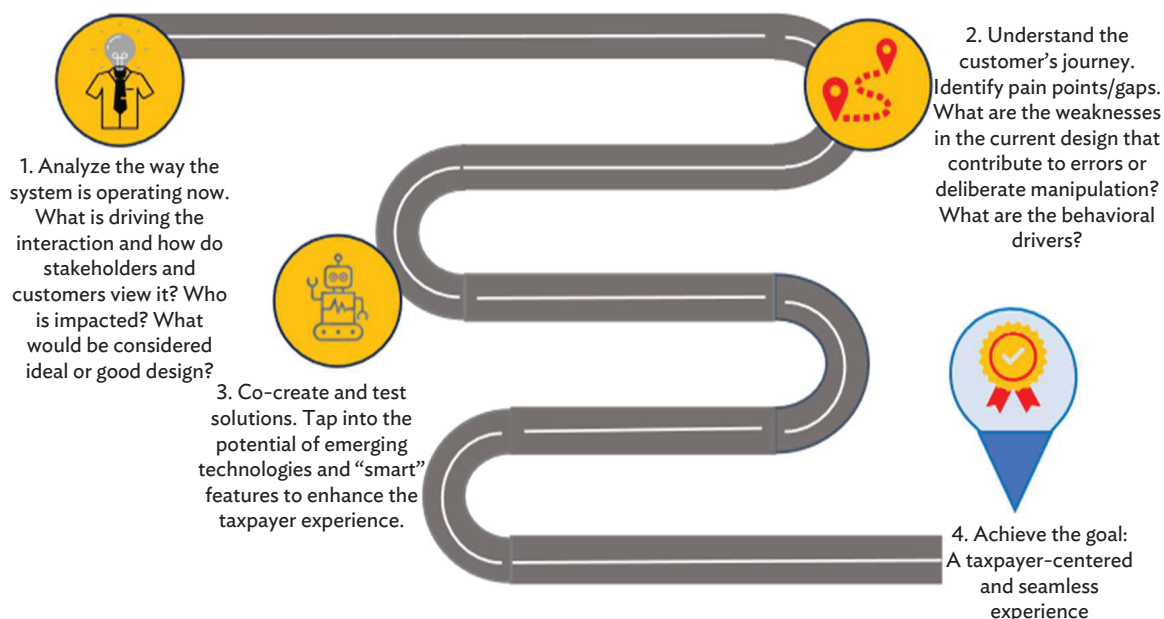 1. Analyze the way the
system is operating now.
What is driving the
interaction and how do
stakeholders and
customers view it? Who
is impacted? What
would be considered
ideal or good design?
2. Understand the
customer’s journey.
Identify pain points/gaps.
What are the weaknesses
in the current design that
contribute to errors or
deliberate manipulation?
What are the behavioral
drivers?
3. Co-create and test
solutions. Tap into the
potential of emerging
technologies and “smart”
features to enhance the
taxpayer experience.
4. Achieve the goal:
A taxpayer-centered
and seamless
experience